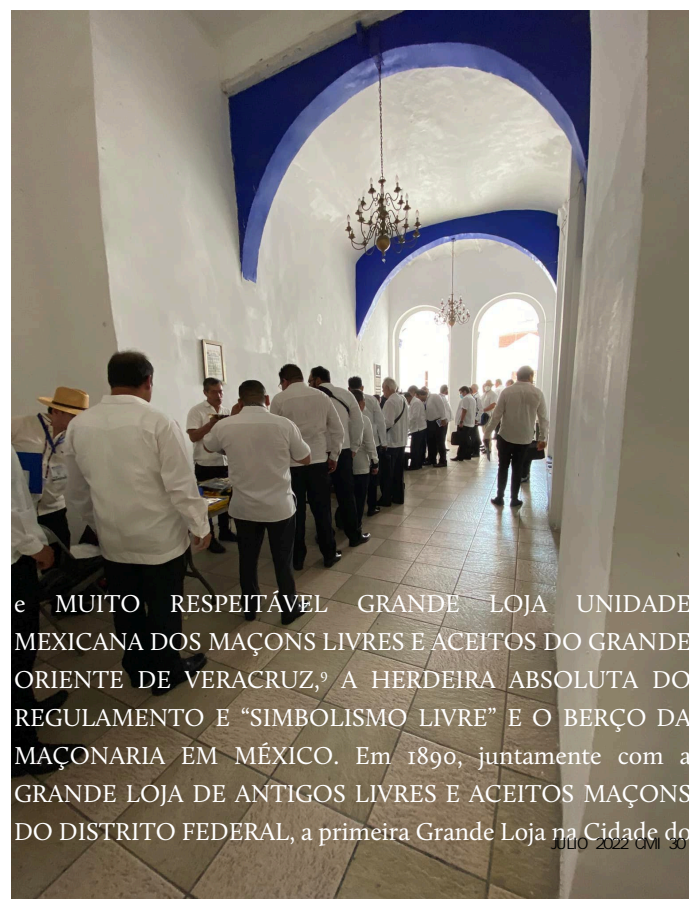 e MUITO RESPEITÁVEL GRANDE LOJA UNIDADE
MEXICANA DOS MAÇONS LIVRES E ACEITOS DO GRANDE
ORIENTE DE VERACRUZ,⁹ A HERDEIRA ABSOLUTA DO
REGULAMENTO E “SIMBOLISMO LIVRE” E O BERÇO DA
MAÇONARIA EM MÉXICO. Em 1890, juntamente com a
GRANDE LOJA DE ANTIGOS LIVRES E ACEITOS MAÇONS
DO DISTRITO FEDERAL, a primeira Grande Loja na Cidade do
JULIO 2022 CMI 30